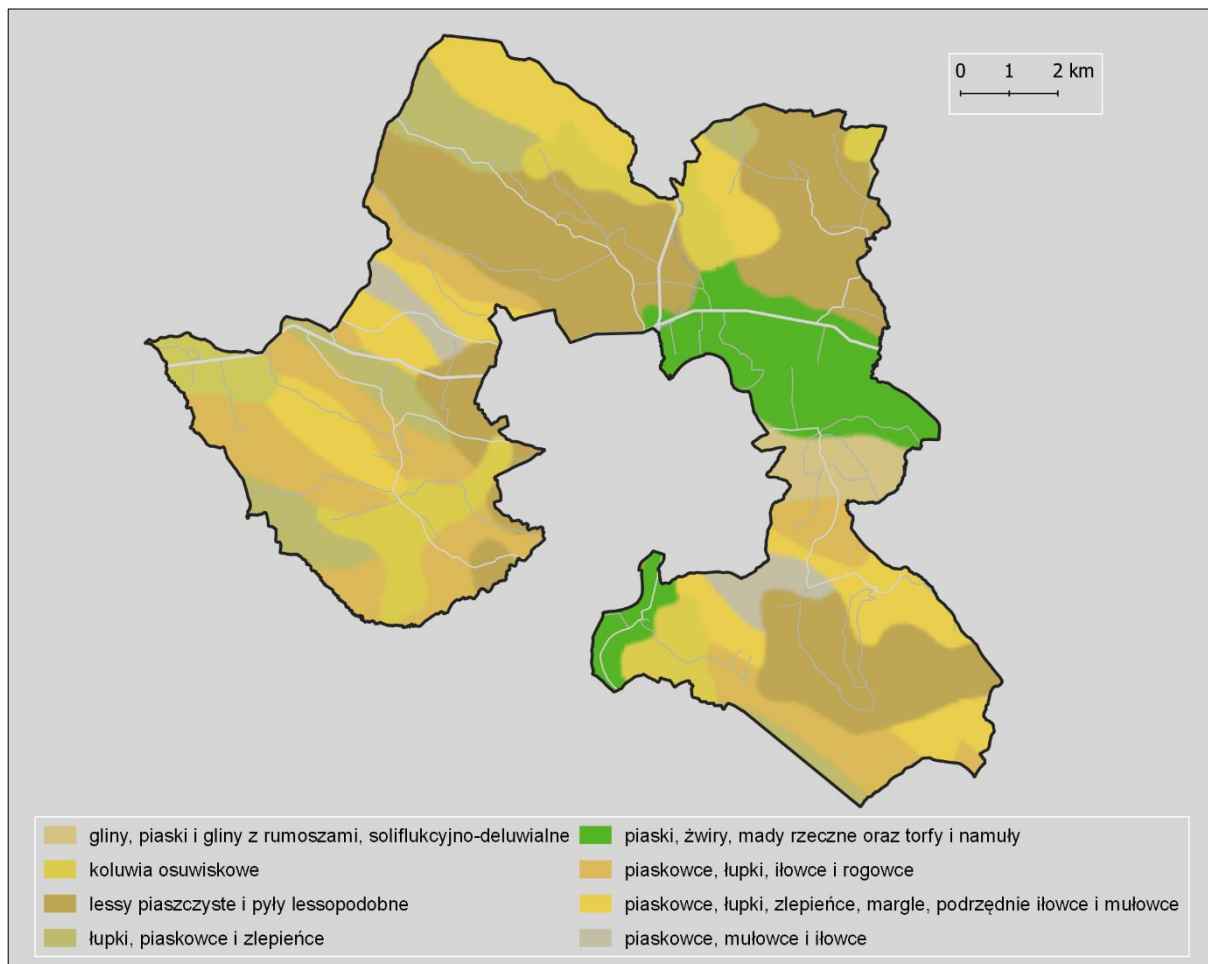 0 1 2 km
gliny, piaski i gliny z rumoszami, soliflukcyjno-deluwialne
koluwia osuwiskowe
lessy piaszczyste i pyły lessopodobne
łupki, piaskowce i zlepieńce
piaski, żwiry, mady rzeczne oraz torfy i namuły
piaskowce, łupki, iłowce i rogowce
piaskowce, łupki, zlepieńce, margle, podrzędnie iłowce i mułowce
piaskowce, mułowce i iłowce